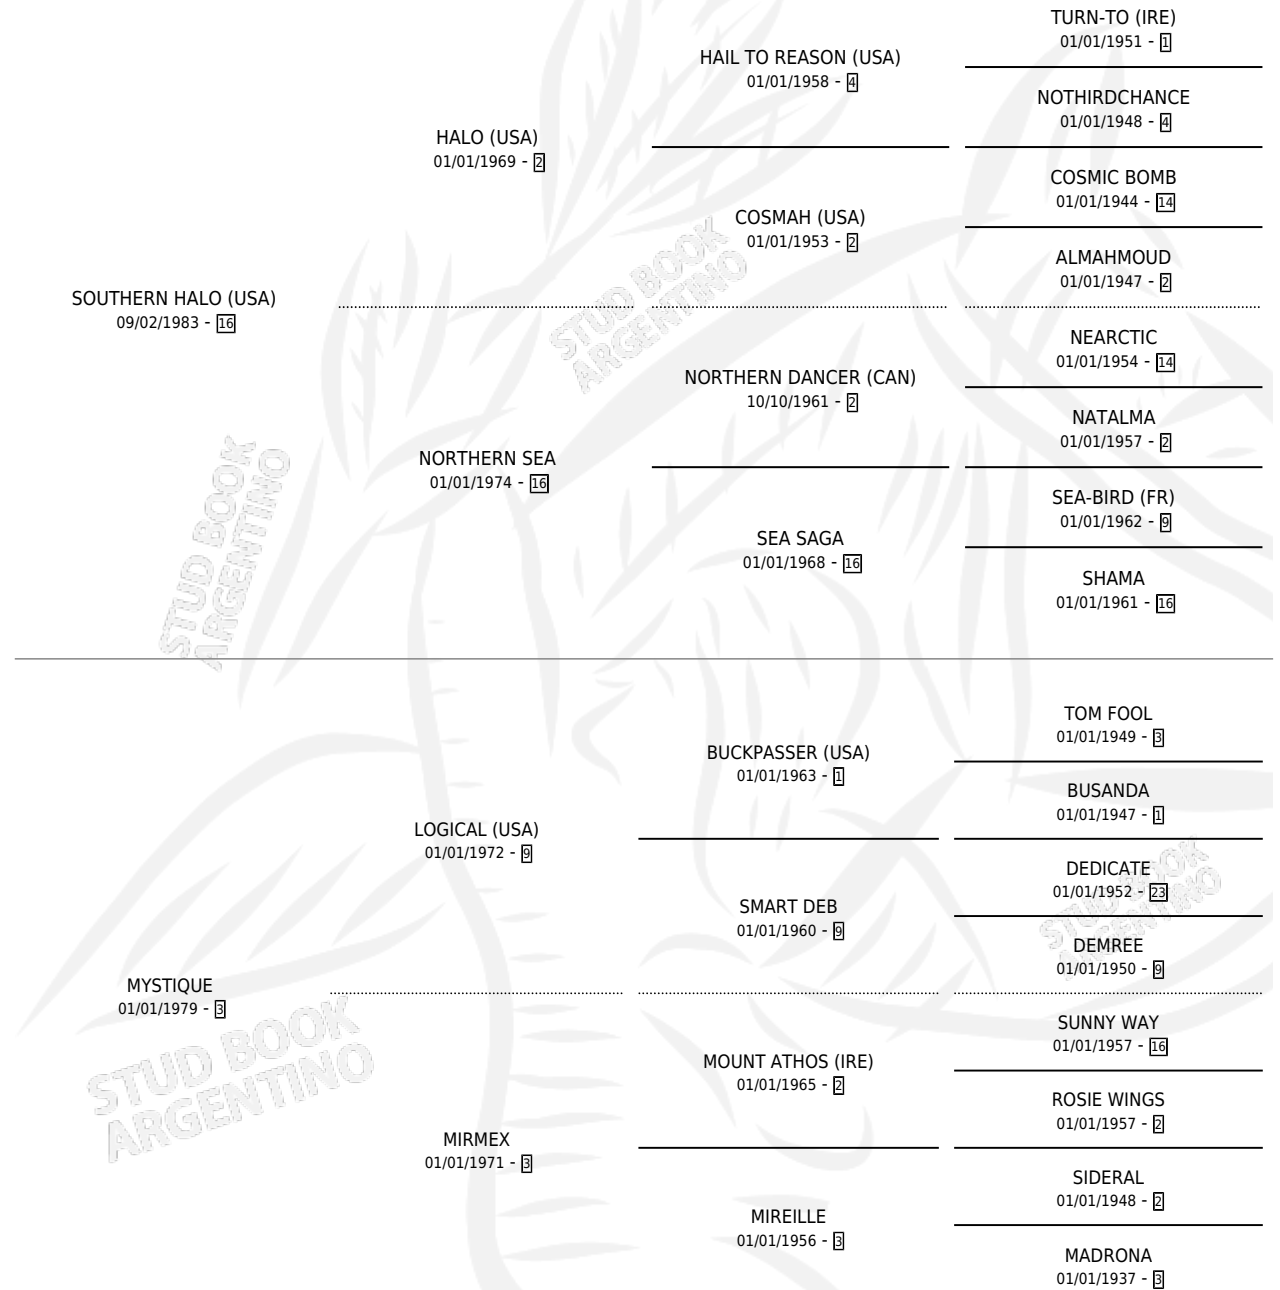 TURN-TO (IRE)
01/01/1951 - 1
HAIL TO REASON (USA)
01/01/1958 - 4
NOTHIRDCHANCE
01/01/1948 - 4
HALO (USA)
01/01/1969 - 2
COSMIC BOMB
01/01/1944 - 14
COSMAH (USA)
01/01/1953 - 2
ALMAHMOUD
01/01/1947 - 2
SOUTHERN HALO (USA)
09/02/1983 - 16
NEARCTIC
01/01/1954 - 14
NORTHERN DANCER (CAN)
10/10/1961 - 2
NATALMA
01/01/1957 - 2
NORTHERN SEA
01/01/1974 - 16
SEA-BIRD (FR)
01/01/1962 - 9
SEA SAGA
01/01/1968 - 16
SHAMA
01/01/1961 - 16
TOM FOOL
01/01/1949 - 3
BUCKPASSER (USA)
01/01/1963 - 1
BUSANDA
01/01/1947 - 1
LOGICAL (USA)
01/01/1972 - 9
DEDICATE
01/01/1952 - 23
SMART DEB
01/01/1960 - 9
DEMREE
01/01/1950 - 9
MYSTIQUE
01/01/1979 - 3
SUNNY WAY
01/01/1957 - 16
MOUNT ATHOS (IRE)
01/01/1965 - 2
ROSIE WINGS
01/01/1957 - 2
MIRMEX
01/01/1971 - 3
SIDERAL
01/01/1948 - 2
MIREILLE
01/01/1956 - 3
MADRONA
01/01/1937 - 3
STUD BOOK
ARGENTINO
STUD BOOK
ARGENTINO
STUD BOOK
ARGENTINO
STUD BOOK
ARGENTINO